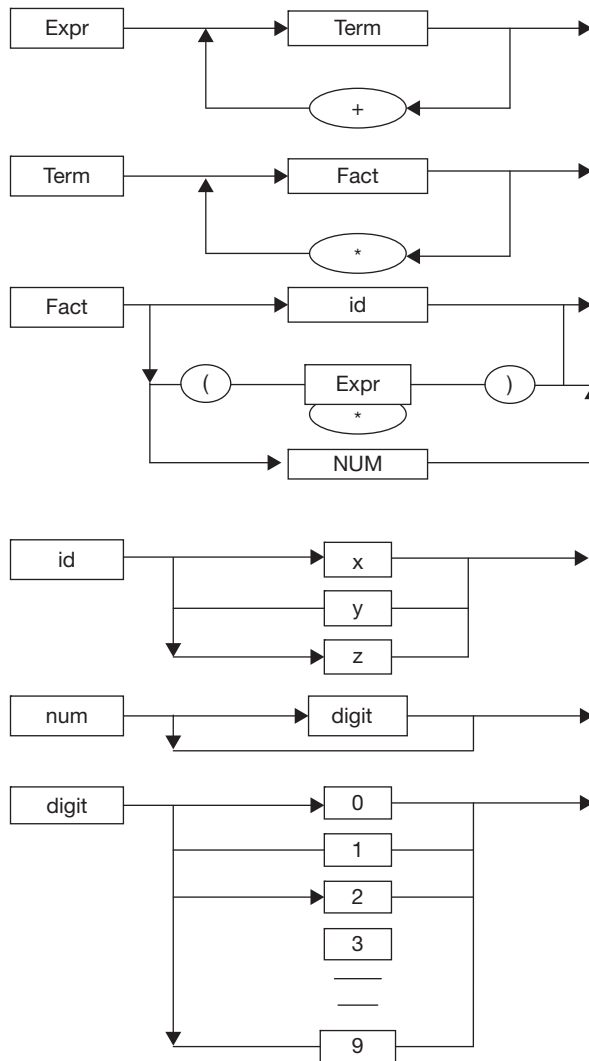 Expr Term
+
Term Fact
*
Fact id
( Expr )
*
NUM
id x
y
z
num digit
digit 0
1
2
3
9